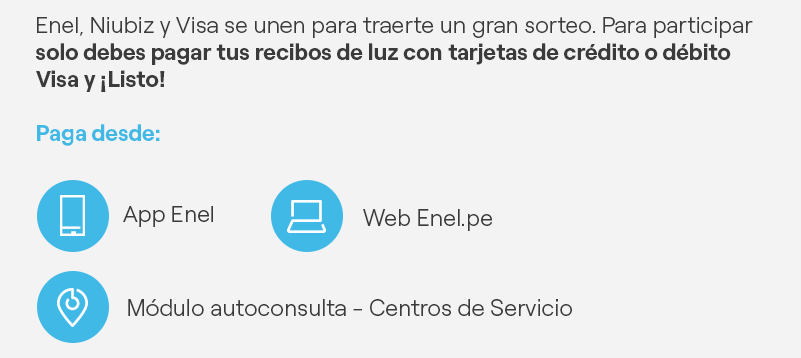 Enel, Niubiz y Visa se unen para traerte un gran sorteo. Para participar
solo debes pagar tus recibos de luz con tarjetas de crédito o débito
Visa y ¡Listo!
Paga desde:
App Enel
Web Enel.pe
Módulo autoconsulta - Centros de Servicio